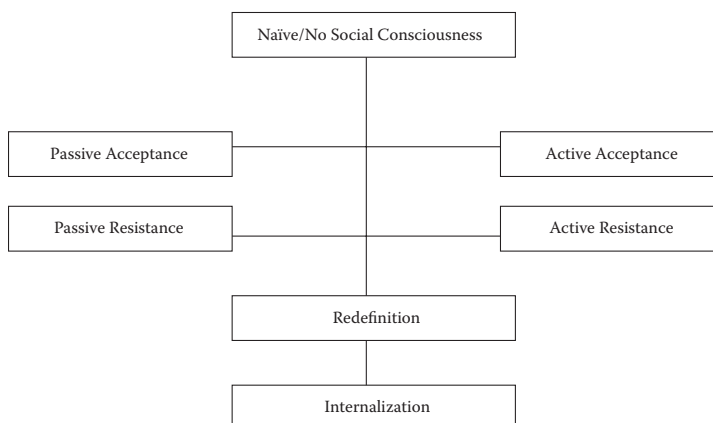 Naïve/No Social Consciousness
Passive Acceptance
Active Acceptance
Passive Resistance
Active Resistance
Redefinition
Internalization